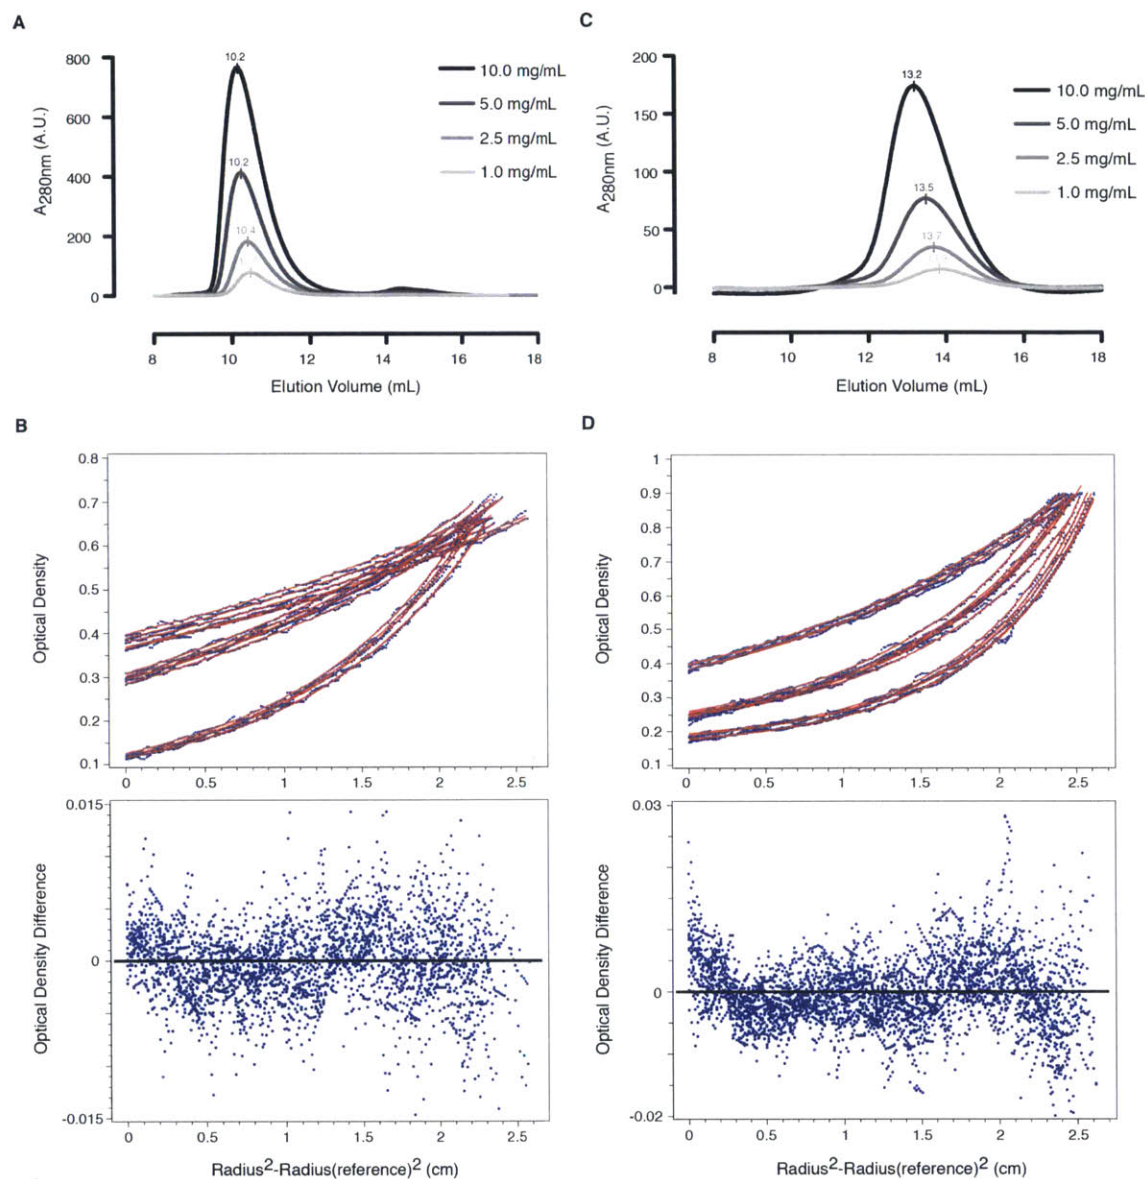 A
800
600
400
200
0
A280nm (A.U.)
10.2
10.2
10.4
10.0 mg/mL
5.0 mg/mL
2.5 mg/mL
1.0 mg/mL
8 10 12 14 16 18
Elution Volume (mL)
C
200
150
100
50
0
A280nm (A.U.)
13.2
13.5
13.7
10.0 mg/mL
5.0 mg/mL
2.5 mg/mL
1.0 mg/mL
8 10 12 14 16 18
Elution Volume (mL)
B
0.8
0.7
0.6
0.5
0.4
0.3
0.2
0.1
Optical Density
0 0.5 1 1.5 2 2.5
0.015
0
-0.015
Optical Density Difference
0 0.5 1 1.5 2 2.5
Radius2-Radius(reference)2 (cm)
D
1
0.9
0.8
0.7
0.6
0.5
0.4
0.3
0.2
0.1
Optical Density
0 0.5 1 1.5 2 2.5
0.03
0
-0.02
Optical Density Difference
0 0.5 1 1.5 2 2.5
Radius2-Radius(reference)2 (cm)